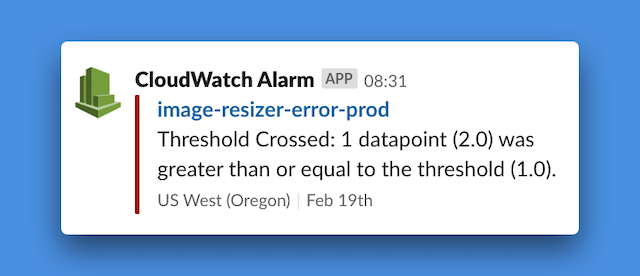 CloudWatch Alarm APP 08:31
image-resizer-error-prod
Threshold Crossed: 1 datapoint (2.0) was
greater than or equal to the threshold (1.0).
US West (Oregon) | Feb 19th